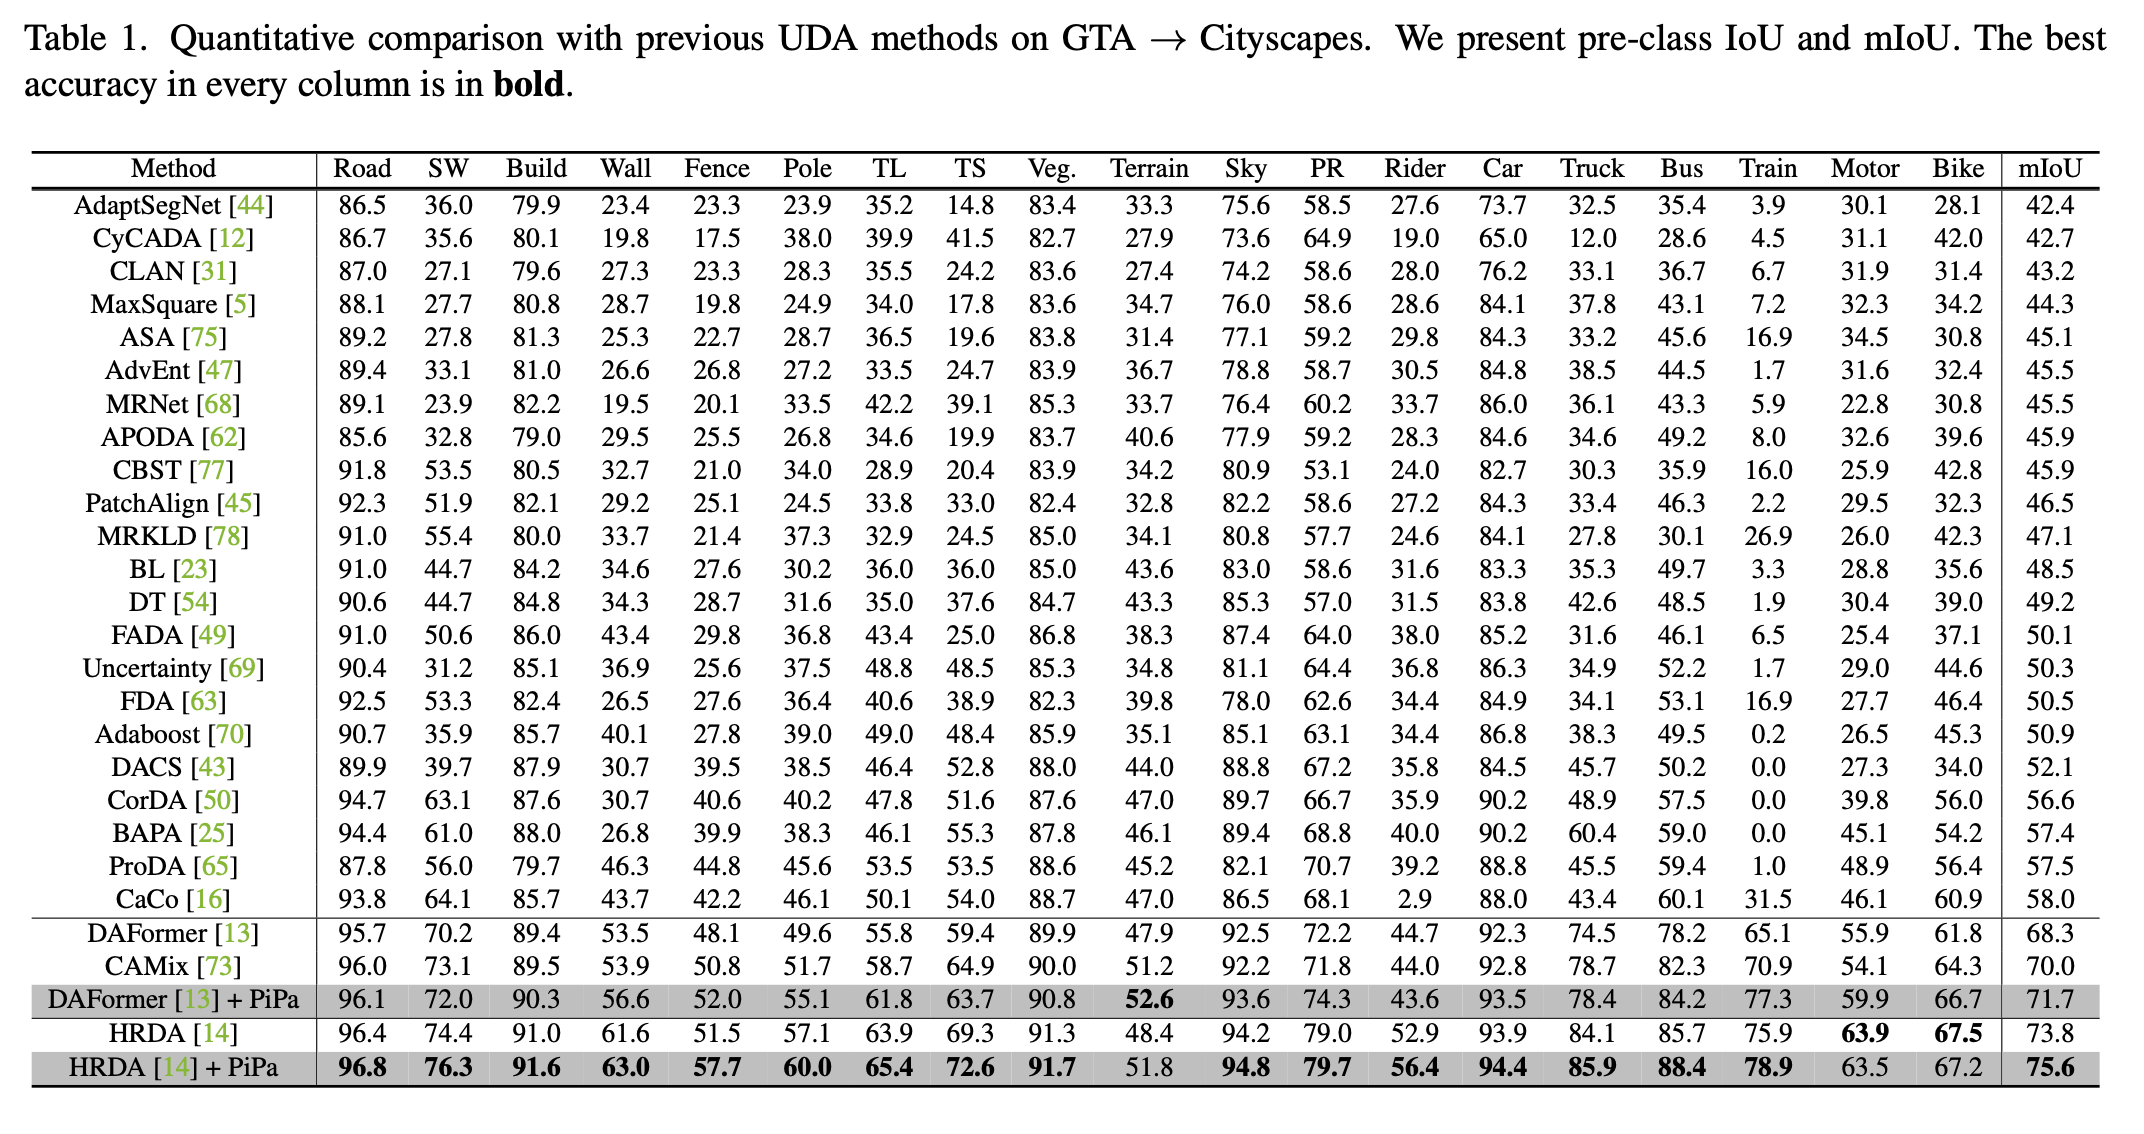 Table 1. Quantitative comparison with previous UDA methods on GTA → Cityscapes. We present pre-class IoU and mIoU. The best
accuracy in every column is in bold.
Method Road SW Build Wall Fence Pole TL TS Veg. Terrain Sky PR Rider Car Truck Bus Train Motor Bike mIoU
AdaptSegNet [44] 86.5 36.0 79.9 23.4 23.3 23.9 35.2 14.8 83.4 33.3 75.6 58.5 27.6 73.7 32.5 35.4 3.9 30.1 28.1 42.4
CyCADA [12] 86.7 35.6 80.1 19.8 17.5 38.0 39.9 41.5 82.7 27.9 73.6 64.9 19.0 65.0 12.0 28.6 4.5 31.1 42.0 42.7
CLAN [31] 87.0 27.1 79.6 27.3 23.3 28.3 35.5 24.2 83.6 27.4 74.2 58.6 28.0 76.2 33.1 36.7 6.7 31.9 31.4 43.2
MaxSquare [5] 88.1 27.7 80.8 28.7 19.8 24.9 34.0 17.8 83.6 34.7 76.0 58.6 28.6 84.1 37.8 43.1 7.2 32.3 34.2 44.3
ASA [75] 89.2 27.8 81.3 25.3 22.7 28.7 36.5 19.6 83.8 31.4 77.1 59.2 29.8 84.3 33.2 45.6 16.9 34.5 30.8 45.1
AdvEnt [47] 89.4 33.1 81.0 26.6 26.8 27.2 33.5 24.7 83.9 36.7 78.8 58.7 30.5 84.8 38.5 44.5 1.7 31.6 32.4 45.5
MRNet [68] 89.1 23.9 82.2 19.5 20.1 33.5 42.2 39.1 85.3 33.7 76.4 60.2 33.7 86.0 36.1 43.3 5.9 22.8 30.8 45.5
APODA [62] 85.6 32.8 79.0 29.5 25.5 26.8 34.6 19.9 83.7 40.6 77.9 59.2 28.3 84.6 34.6 49.2 8.0 32.6 39.6 45.9
CBST [77] 91.8 53.5 80.5 32.7 21.0 34.0 28.9 20.4 83.9 34.2 80.9 53.1 24.0 82.7 30.3 35.9 16.0 25.9 42.8 45.9
PatchAlign [45] 92.3 51.9 82.1 29.2 25.1 24.5 33.8 33.0 82.4 32.8 82.2 58.6 27.2 84.3 33.4 46.3 2.2 29.5 32.3 46.5
MRKLD [78] 91.0 55.4 80.0 33.7 21.4 37.3 32.9 24.5 85.0 34.1 80.8 57.7 24.6 84.1 27.8 30.1 26.9 26.0 42.3 47.1
BL [23] 91.0 44.7 84.2 34.6 27.6 30.2 36.0 36.0 85.0 43.6 83.0 58.6 31.6 83.3 35.3 49.7 3.3 28.8 35.6 48.5
DT [54] 90.6 44.7 84.8 34.3 28.7 31.6 35.0 37.6 84.7 43.3 85.3 57.0 31.5 83.8 42.6 48.5 1.9 30.4 39.0 49.2
FADA [49] 91.0 50.6 86.0 43.4 29.8 36.8 43.4 25.0 86.8 38.3 87.4 64.0 38.0 85.2 31.6 46.1 6.5 25.4 37.1 50.1
Uncertainty [69] 90.4 31.2 85.1 36.9 25.6 37.5 48.8 48.5 85.3 34.8 81.1 64.4 36.8 86.3 34.9 52.2 1.7 29.0 44.6 50.3
FDA [63] 92.5 53.3 82.4 26.5 27.6 36.4 40.6 38.9 82.3 39.8 78.0 62.6 34.4 84.9 34.1 53.1 16.9 27.7 46.4 50.5
Adaboost [70] 90.7 35.9 85.7 40.1 27.8 39.0 49.0 48.4 85.9 35.1 85.1 63.1 34.4 86.8 38.3 49.5 0.2 26.5 45.3 50.9
DACS [43] 89.9 39.7 87.9 30.7 39.5 38.5 46.4 52.8 88.0 44.0 88.8 67.2 35.8 84.5 45.7 50.2 0.0 27.3 34.0 52.1
CorDA [50] 94.7 63.1 87.6 30.7 40.6 40.2 47.8 51.6 87.6 47.0 89.7 66.7 35.9 90.2 48.9 57.5 0.0 39.8 56.0 56.6
BAPA [25] 94.4 61.0 88.0 26.8 39.9 38.3 46.1 55.3 87.8 46.1 89.4 68.8 40.0 90.2 60.4 59.0 0.0 45.1 54.2 57.4
ProDA [65] 87.8 56.0 79.7 46.3 44.8 45.6 53.5 53.5 88.6 45.2 82.1 70.7 39.2 88.8 45.5 59.4 1.0 48.9 56.4 57.5
CaCo [16] 93.8 64.1 85.7 43.7 42.2 46.1 50.1 54.0 88.7 47.0 86.5 68.1 2.9 88.0 43.4 60.1 31.5 46.1 60.9 58.0
DAFormer [13] 95.7 70.2 89.4 53.5 48.1 49.6 55.8 59.4 89.9 47.9 92.5 72.2 44.7 92.3 74.5 78.2 65.1 55.9 61.8 68.3
CAMix [73] 96.0 73.1 89.5 53.9 50.8 51.7 58.7 64.9 90.0 51.2 92.2 71.8 44.0 92.8 78.7 82.3 70.9 54.1 64.3 70.0
DAFormer [13] + PiPa 96.1 72.0 90.3 56.6 52.0 55.1 61.8 63.7 90.8 52.6 93.6 74.3 43.6 93.5 78.4 84.2 77.3 59.9 66.7 71.7
HRDA [14] 96.4 74.4 91.0 61.6 51.5 57.1 63.9 69.3 91.3 48.4 94.2 79.0 52.9 93.9 84.1 85.7 75.9 63.9 67.5 73.8
HRDA [14] + PiPa 96.8 76.3 91.6 63.0 57.7 60.0 65.4 72.6 91.7 51.8 94.8 79.7 56.4 94.4 85.9 88.4 78.9 63.5 67.2 75.6